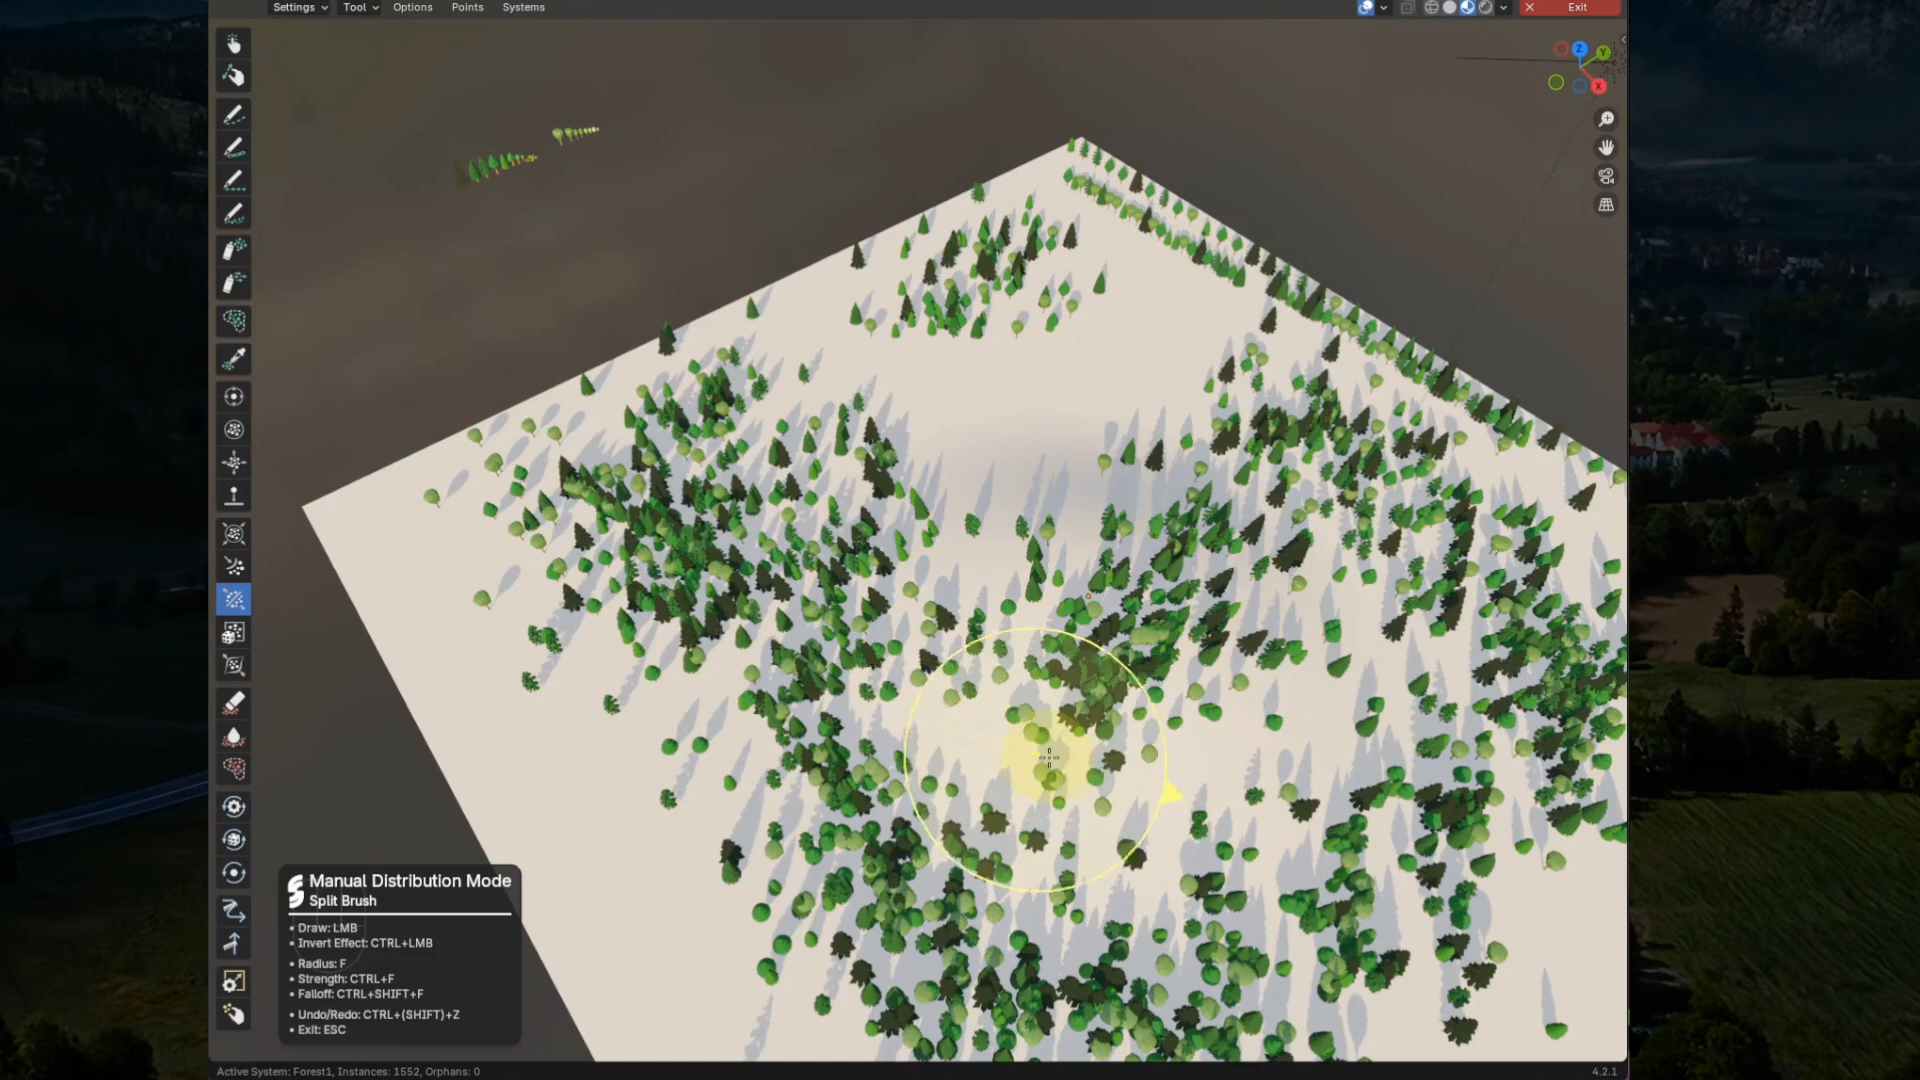 Settings Tool Options Points Systems Exit
Z
Y
X
Manual Distribution Mode
Split Brush
• Draw: LMB
• Invert Effect: CTRL+LMB
• Radius: F
• Strength: CTRL+F
• Falloff: CTRL+SHIFT+F
• Undo/Redo: CTRL+(SHIFT)+Z
• Exit: ESC
Active System: Forest1, Instances: 1552, Orphans: 0 4.2.1